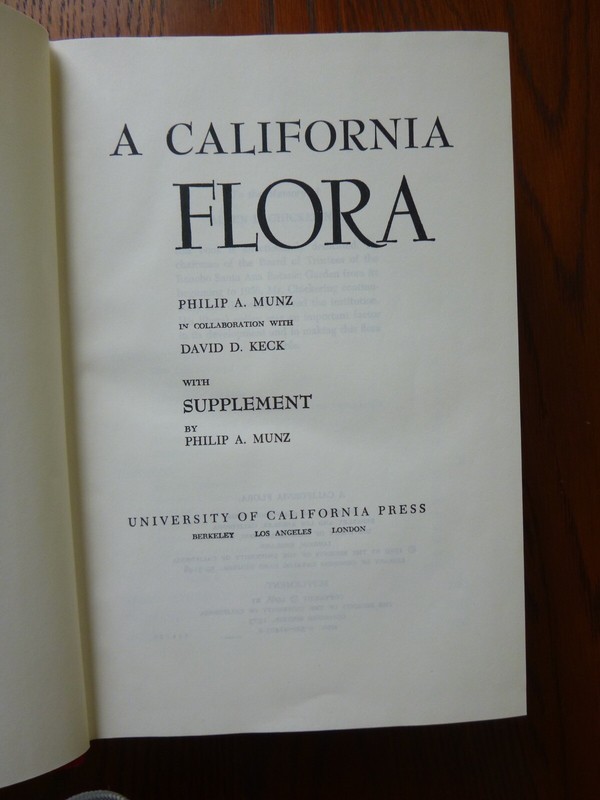 A CALIFORNIA
FLORA
PHILIP A. MUNZ
IN COLLABORATION WITH
DAVID D. KECK
WITH
SUPPLEMENT
BY
PHILIP A. MUNZ
UNIVERSITY OF CALIFORNIA PRESS
BERKELEY LOS ANGELES LONDON